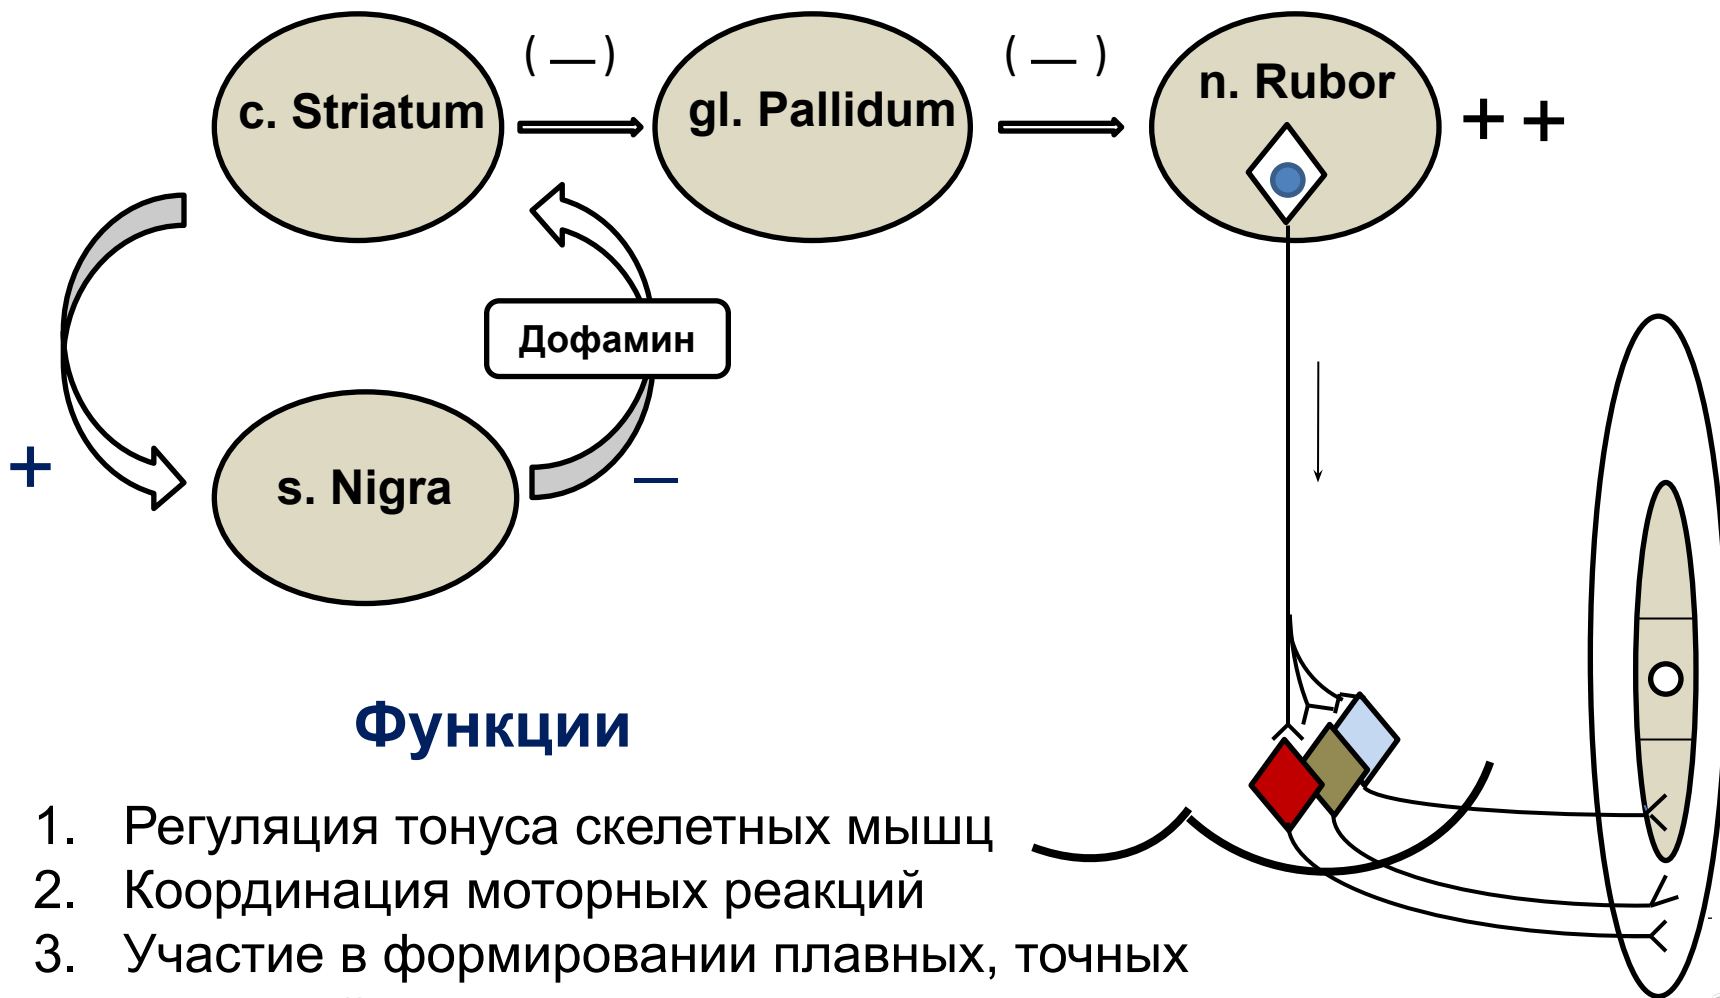 ( — )
( — )
c. Striatum
gl. Pallidum
n. Rubor
+ +
Дофамин
+
s. Nigra
—
Функции
1. Регуляция тонуса скелетных мышц
2. Координация моторных реакций
3. Участие в формировании плавных, точных